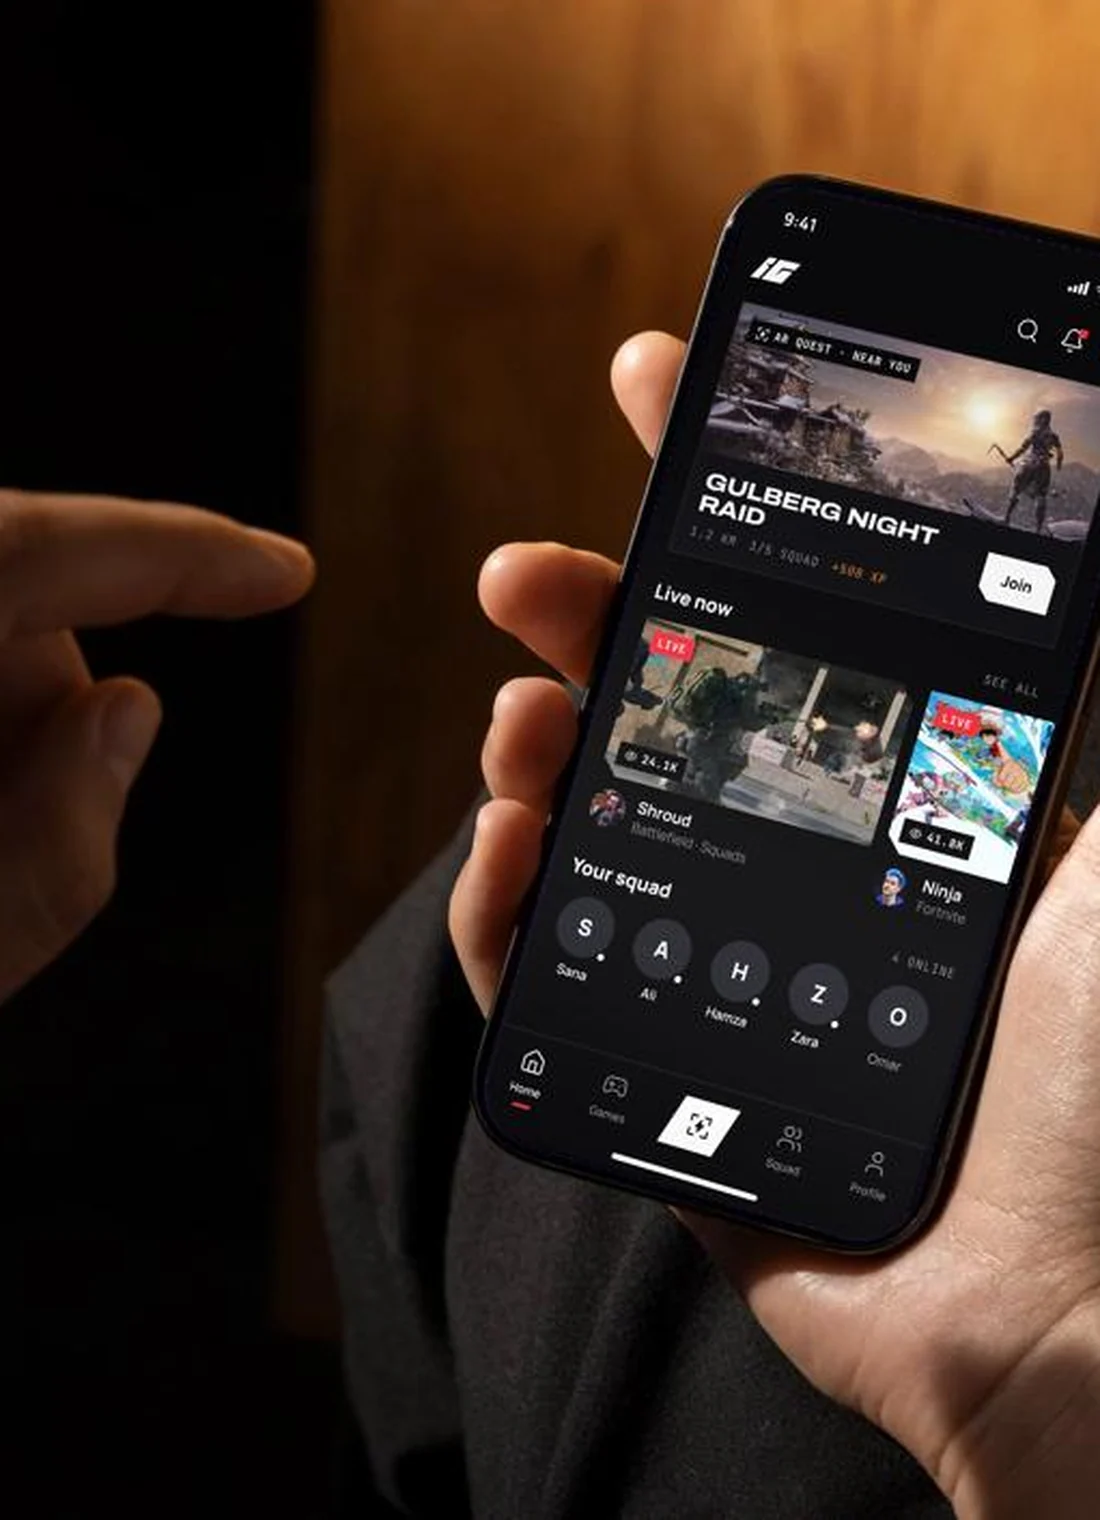 9:41
iG
AR QUEST · NEAR YOU
GULBERG NIGHT
RAID
1.2 KM 3/5 SQUAD +500 XP
Join
Live now
SEE ALL
LIVE
24.1K
Shroud
Battlefield · Squads
LIVE
41.8K
Ninja
Fortnite
Your squad
4 ONLINE
S
Sana
A
Ali
H
Hamza
Z
Zara
O
Omar
Home
Games
Squad
Profile